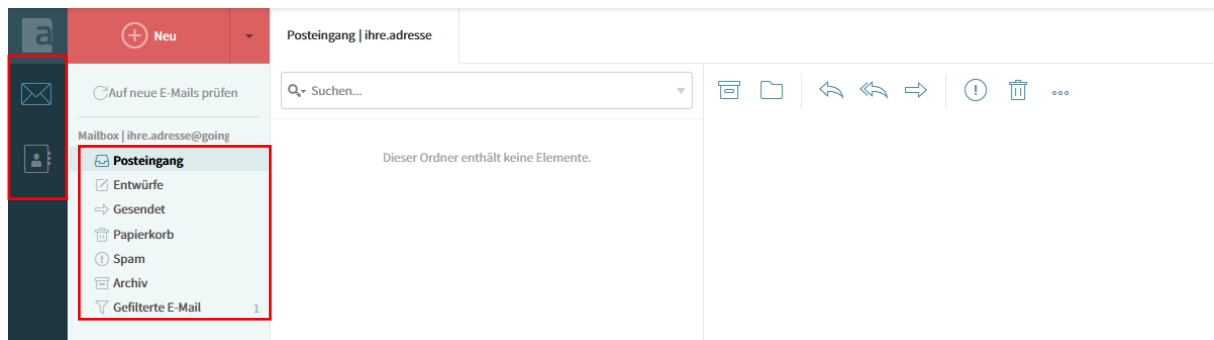 a
Neu
Posteingang | ihre.adresse
Auf neue E-Mails prüfen
Suchen...
Mailbox | ihre.adresse@going
Posteingang
Entwürfe
Gesendet
Papierkorb
Spam
Archiv
Gefilterte E-Mail 1
Dieser Ordner enthält keine Elemente.